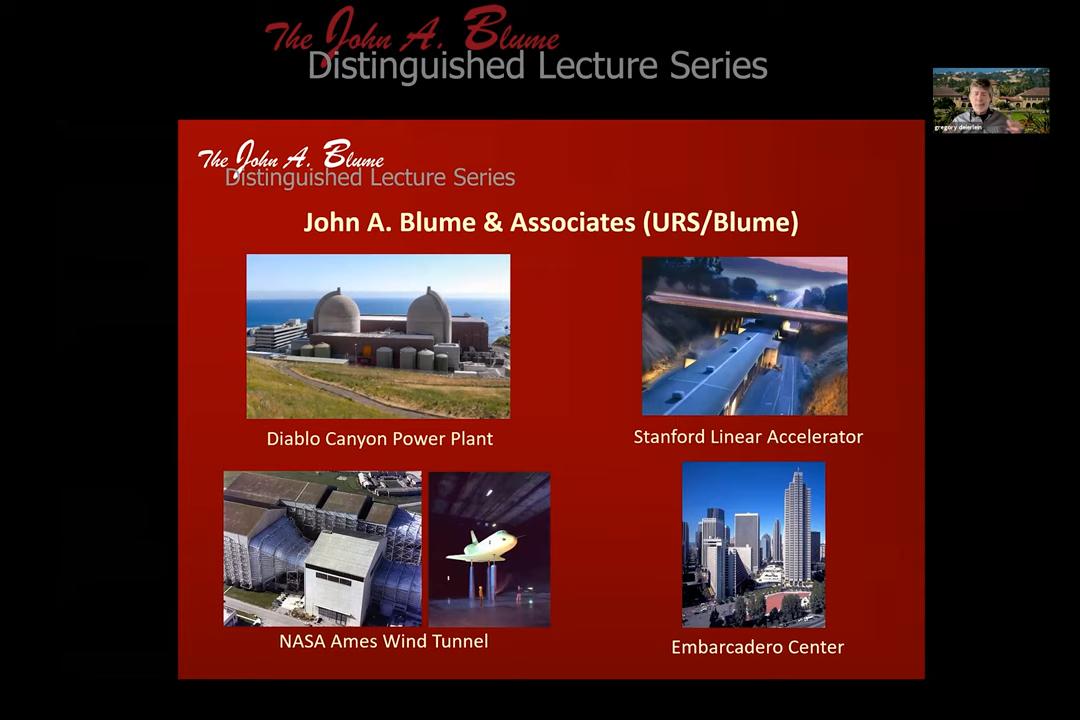 The John A. Blume
Distinguished Lecture Series
gregory deierlein
The John A. Blume
Distinguished Lecture Series
John A. Blume & Associates (URS/Blume)
Diablo Canyon Power Plant
Stanford Linear Accelerator
NASA Ames Wind Tunnel
Embarcadero Center